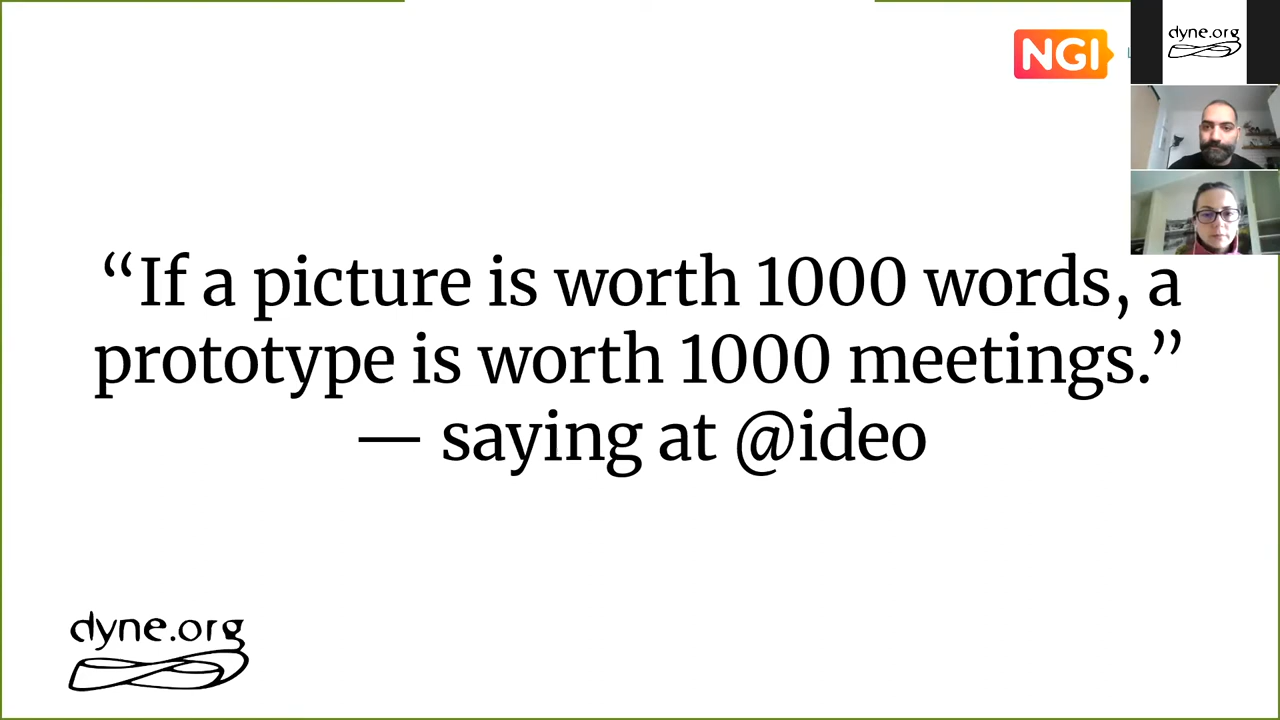 NGI
dyne.org
“If a picture is worth 1000 words, a
prototype is worth 1000 meetings.”
— saying at @ideo
dyne.org